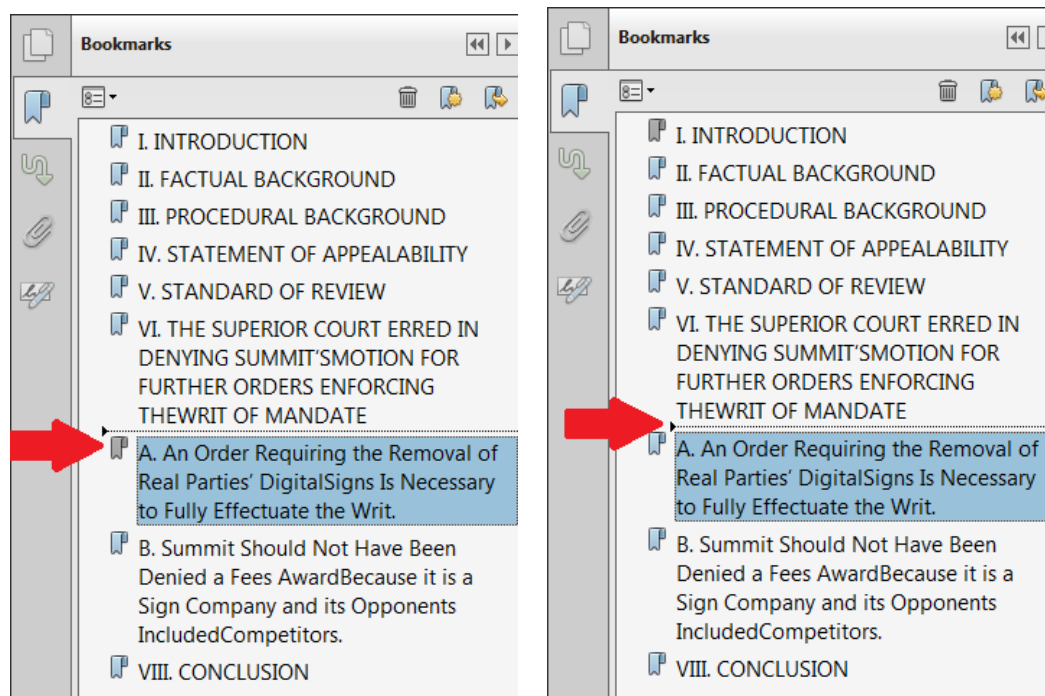 Bookmarks
I. INTRODUCTION
II. FACTUAL BACKGROUND
III. PROCEDURAL BACKGROUND
IV. STATEMENT OF APPEALABILITY
V. STANDARD OF REVIEW
VI. THE SUPERIOR COURT ERRED IN
DENYING SUMMIT'SMOTION FOR
FURTHER ORDERS ENFORCING
THEWRIT OF MANDATE
A. An Order Requiring the Removal of
Real Parties' DigitalSigns Is Necessary
to Fully Effectuate the Writ.
B. Summit Should Not Have Been
Denied a Fees AwardBecause it is a
Sign Company and its Opponents
IncludedCompetitors.
VIII. CONCLUSION
Bookmarks
I. INTRODUCTION
II. FACTUAL BACKGROUND
III. PROCEDURAL BACKGROUND
IV. STATEMENT OF APPEALABILITY
V. STANDARD OF REVIEW
VI. THE SUPERIOR COURT ERRED IN
DENYING SUMMIT'SMOTION FOR
FURTHER ORDERS ENFORCING
THEWRIT OF MANDATE
A. An Order Requiring the Removal of
Real Parties' DigitalSigns Is Necessary
to Fully Effectuate the Writ.
B. Summit Should Not Have Been
Denied a Fees AwardBecause it is a
Sign Company and its Opponents
IncludedCompetitors.
VIII. CONCLUSION